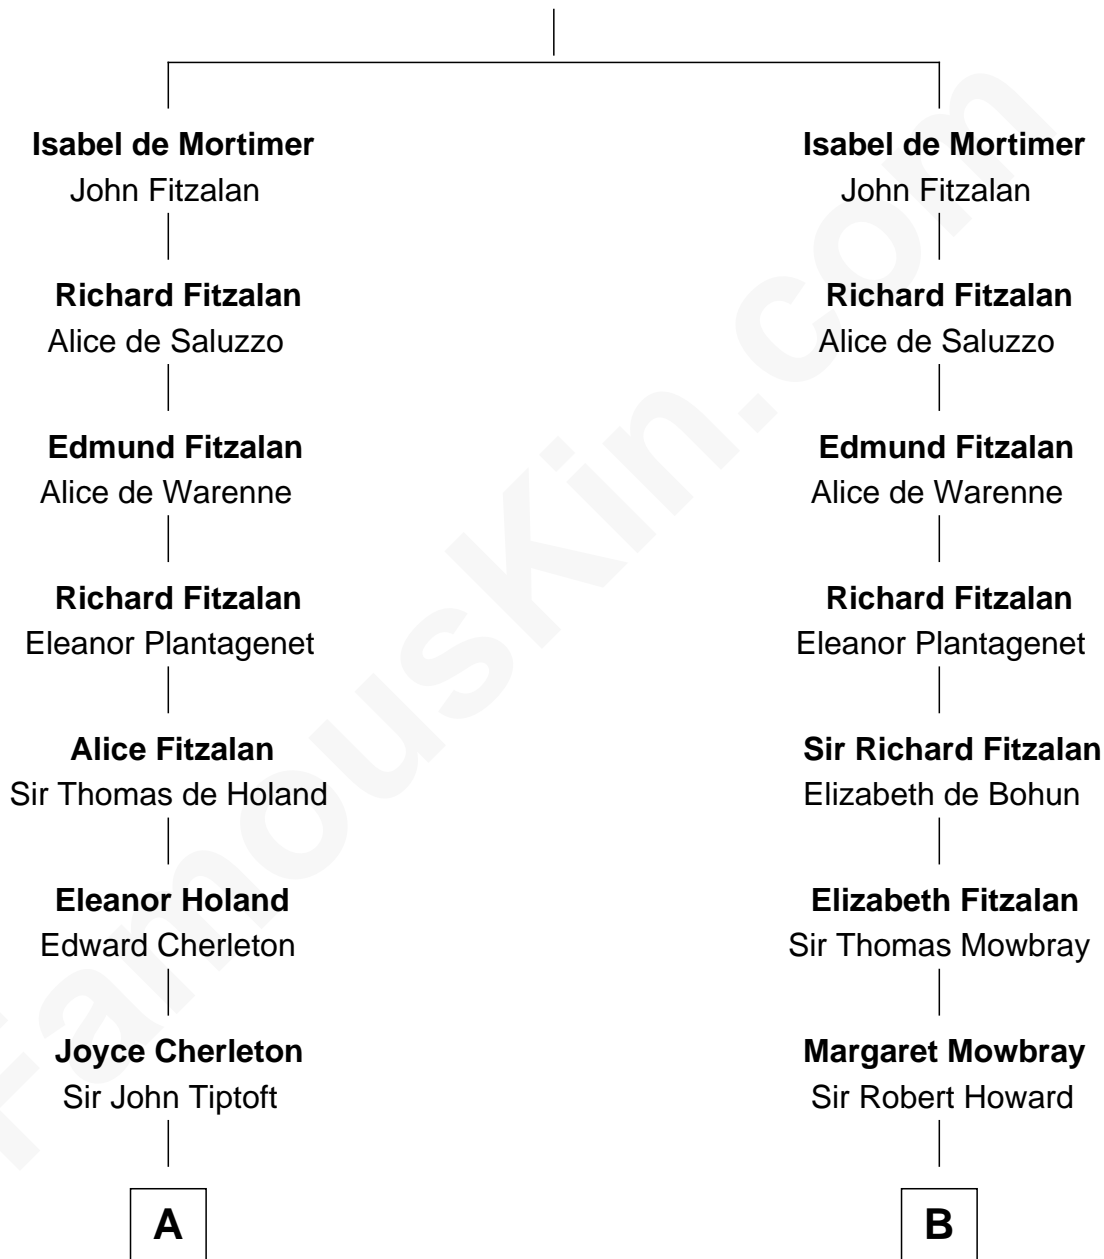 Isabel de Mortimer
John Fitzalan
Richard Fitzalan
Alice de Saluzzo
Edmund Fitzalan
Alice de Warenne
Richard Fitzalan
Eleanor Plantagenet
Alice Fitzalan
Sir Thomas de Holand
Eleanor Holand
Edward Cherleton
Joyce Cherleton
Sir John Tiptoft
A
Isabel de Mortimer
John Fitzalan
Richard Fitzalan
Alice de Saluzzo
Edmund Fitzalan
Alice de Warenne
Richard Fitzalan
Eleanor Plantagenet
Sir Richard Fitzalan
Elizabeth de Bohun
Elizabeth Fitzalan
Sir Thomas Mowbray
Margaret Mowbray
Sir Robert Howard
B
FamousKin.com